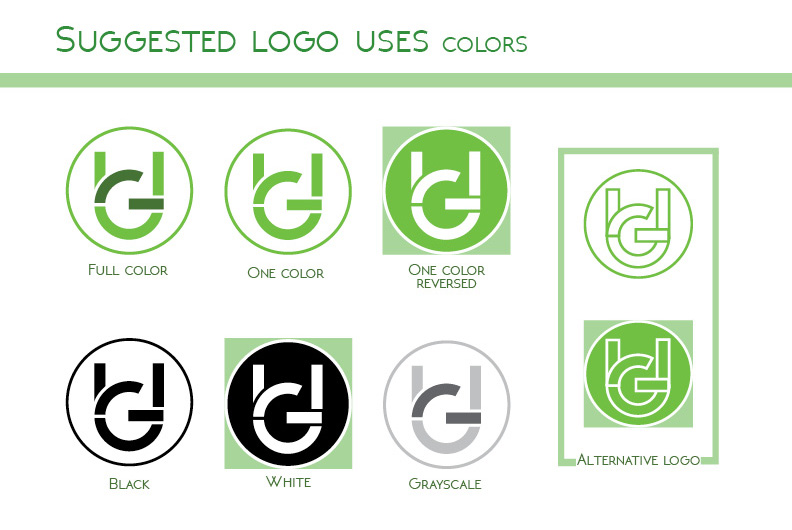 Suggested logo uses colors
Full color
One color
One color
reversed
Black
White
Grayscale
Alternative logo